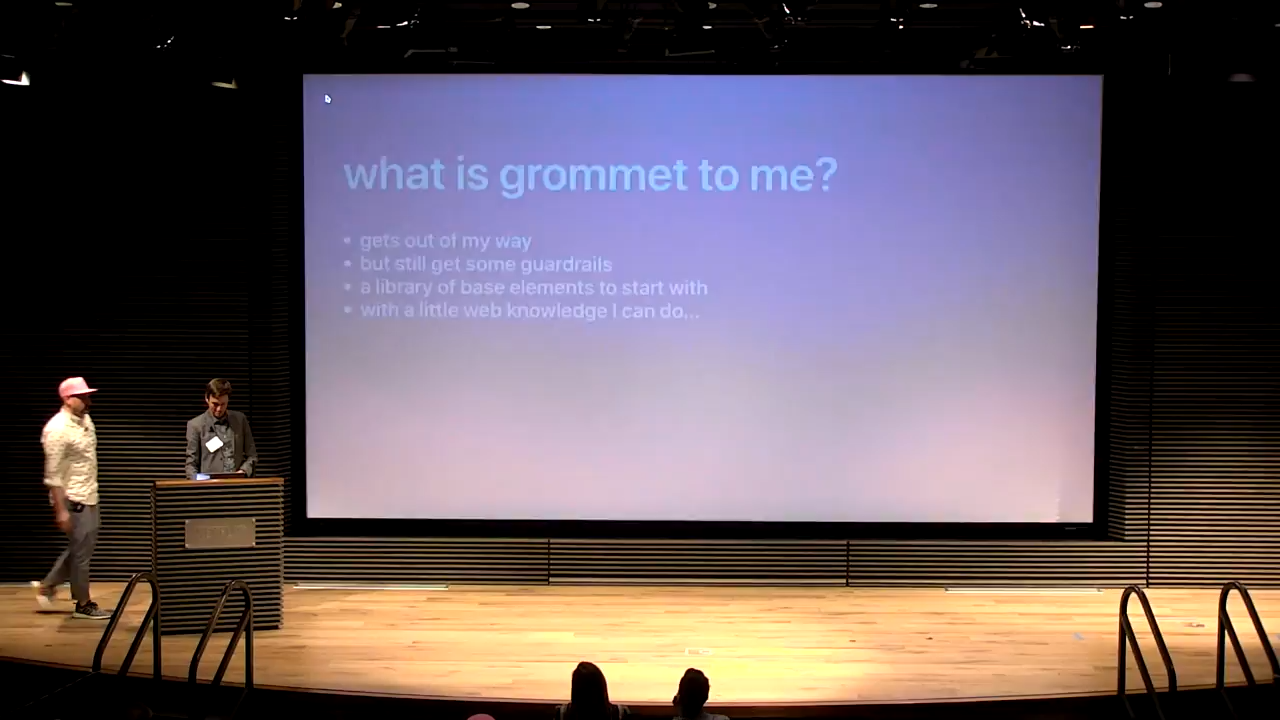 what is grommet to me?
• gets out of my way
• but still get some guardrails
• a library of base elements to start with
• with a little web knowledge I can do...